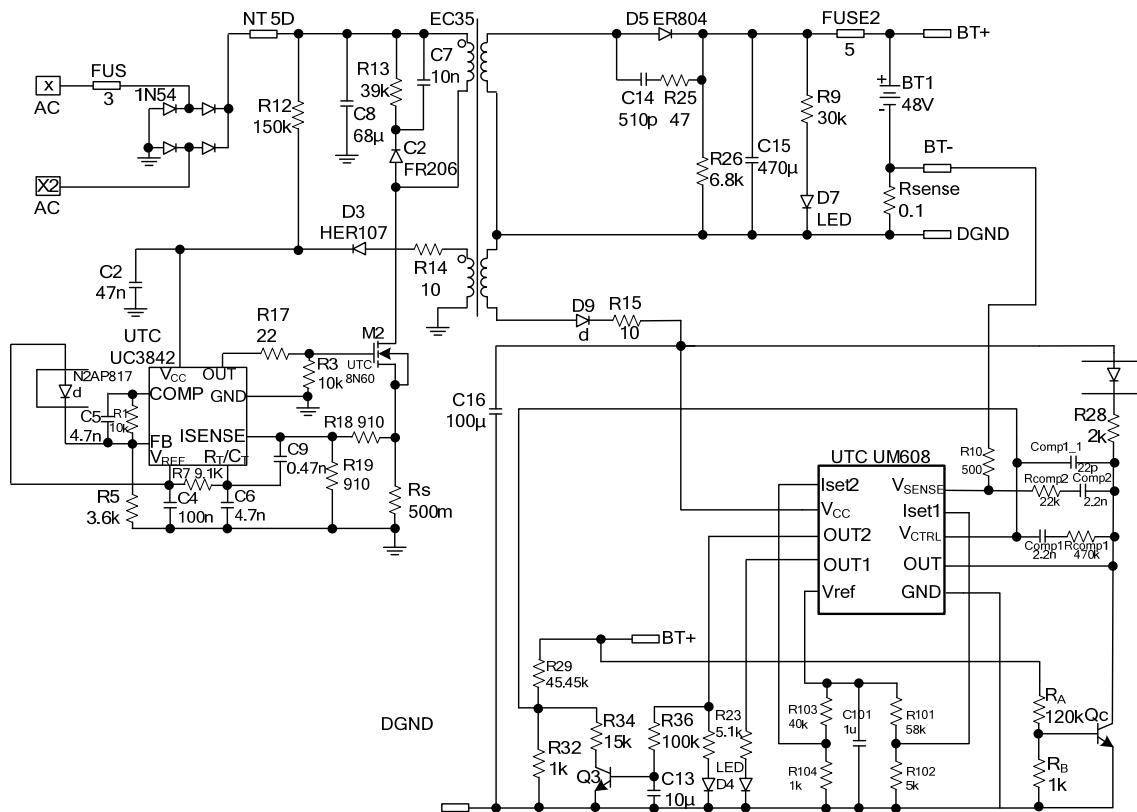 NT 5D
EC35
D5 ER804
FUSE2
5
BT+
C7
10n
R13
39k
x
AC
FUS
3
1N54
R12
150k
C8
68µ
C2
FR206
C14
510p
R25
47
R9
30k
BT1
48V
+
-
BT-
R26
6.8k
C15
470µ
Rsense
0.1
X2
AC
D7
LED
D3
HER107
DGND
R14
10
C2
47n
D9
d
R15
10
R17
22
M2
UTC
8N60
UTC
UC3842
VCC
OUT
COMP
GND
FB
ISENSE
VREF
RT/CT
N2AP817
d
R3
10k
C5
4.7n
R1
10k
R18 910
C16
100µ
R28
2k
C9
0.47n
R19
910
R7 9.1K
R5
3.6k
C4
100n
C6
4.7n
Rs
500m
UTC UM608
R10
500
Comp1_1
22p
Rcomp2
22k
Comp2
2.2n
Comp1
2.2n
Rcomp1
470k
Iset2
VSENSE
VCC
Iset1
OUT2
VCTRL
OUT1
OUT
Vref
GND
BT+
R29
45.45k
DGND
R34
15k
R36
100k
R23
5.1k
R103
40k
C101
1u
R101
58k
RA
120k
Qc
R32
1k
Q3
C13
10µ
LED
D4
R104
1k
R102
5k
RB
1k